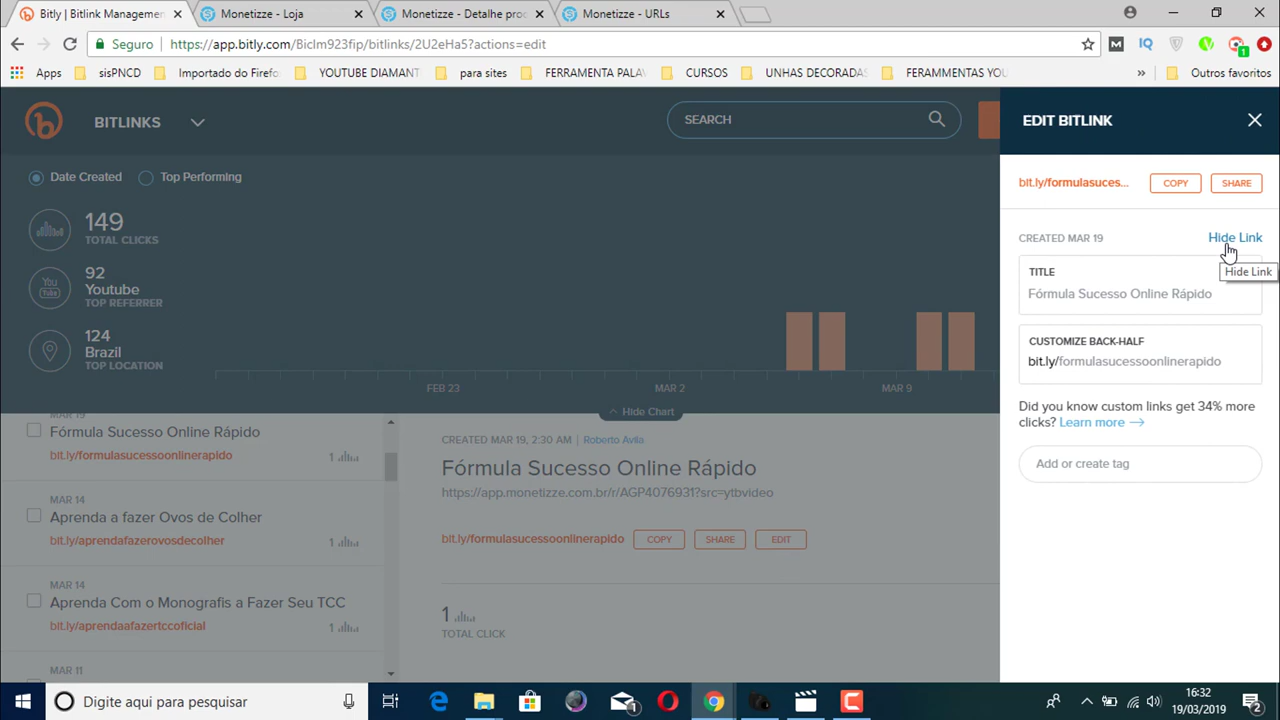 Bitly | Bitlink Managemen
Monetizze - Loja
Monetizze - Detalhe proc
Monetizze - URLs
Seguro
https://app.bitly.com/Biclm923fip/bitlinks/2U2eHa5?actions=edit
Apps
sisPNCD
Importado do Firefo
YOUTUBE DIAMANT
para sites
FERRAMENTA PALAV
CURSOS
UNHAS DECORADAS
FERAMMENTAS YOU
»
Outros favoritos
BITLINKS
SEARCH
EDIT BITLINK
Date Created
Top Performing
149
TOTAL CLICKS
92
Youtube
TOP REFERRER
124
Brazil
TOP LOCATION
FEB 23
MAR 2
MAR 9
Hide Chart
bit.ly/formulasuces...
COPY
SHARE
CREATED MAR 19
Hide Link
Hide Link
TITLE
Fórmula Sucesso Online Rápido
CUSTOMIZE BACK-HALF
bit.ly/formulasucessoonlinerapido
Did you know custom links get 34% more
clicks? Learn more →
Add or create tag
MAR 19
Fórmula Sucesso Online Rápido
bit.ly/formulasucessoonlinerapido
1
MAR 14
Aprenda a fazer Ovos de Colher
bit.ly/aprendafazerovosdecolher
1
MAR 14
Aprenda Com o Monografis a Fazer Seu TCC
bit.ly/aprendaafazertccoficial
1
MAR 11
CREATED MAR 19, 2:30 AM | Roberto Avila
Fórmula Sucesso Online Rápido
https://app.monetizze.com.br/r/AGP4076931?src=ytbvideo
bit.ly/formulasucessoonlinerapido
COPY
SHARE
EDIT
1
TOTAL CLICK
Digite aqui para pesquisar
16:32
19/03/2019